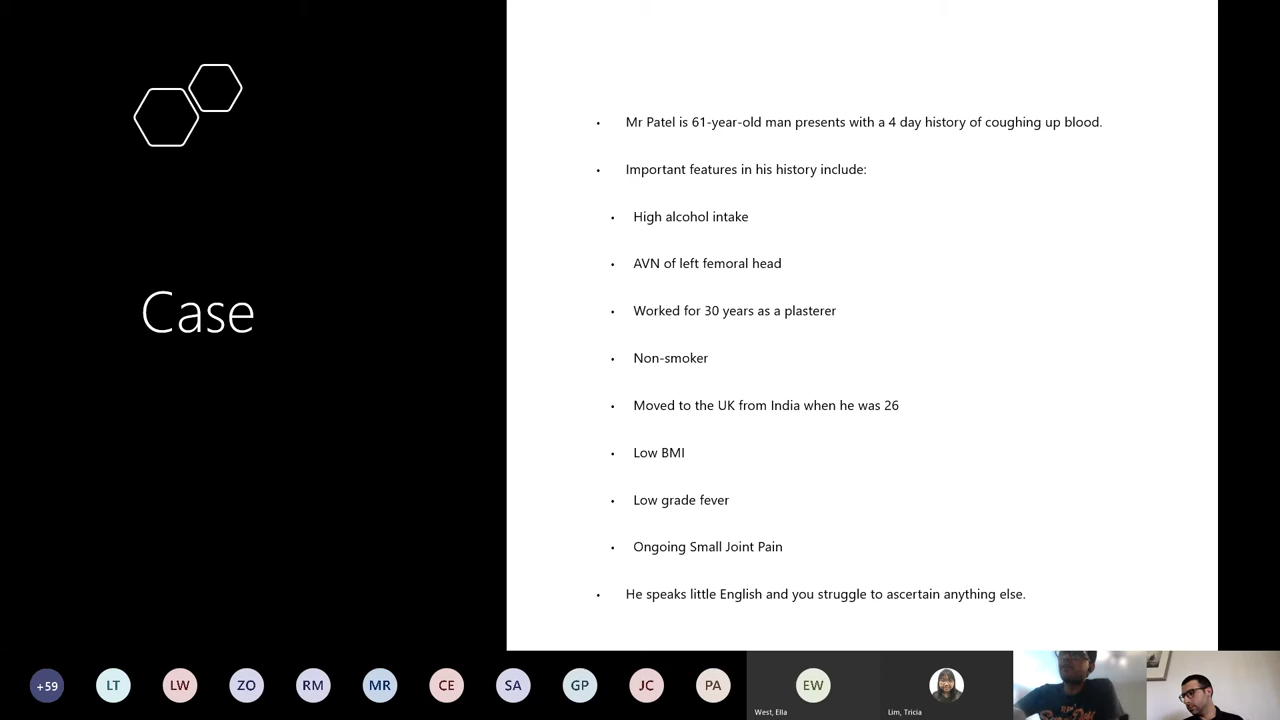 Case
• Mr Patel is 61-year-old man presents with a 4 day history of coughing up blood.
• Important features in his history include:
• High alcohol intake
• AVN of left femoral head
• Worked for 30 years as a plasterer
• Non-smoker
• Moved to the UK from India when he was 26
• Low BMI
• Low grade fever
• Ongoing Small Joint Pain
• He speaks little English and you struggle to ascertain anything else.
+59 LT LW ZO RM MR CE SA GP JC PA EW
West, Ella
Lim, Tricia